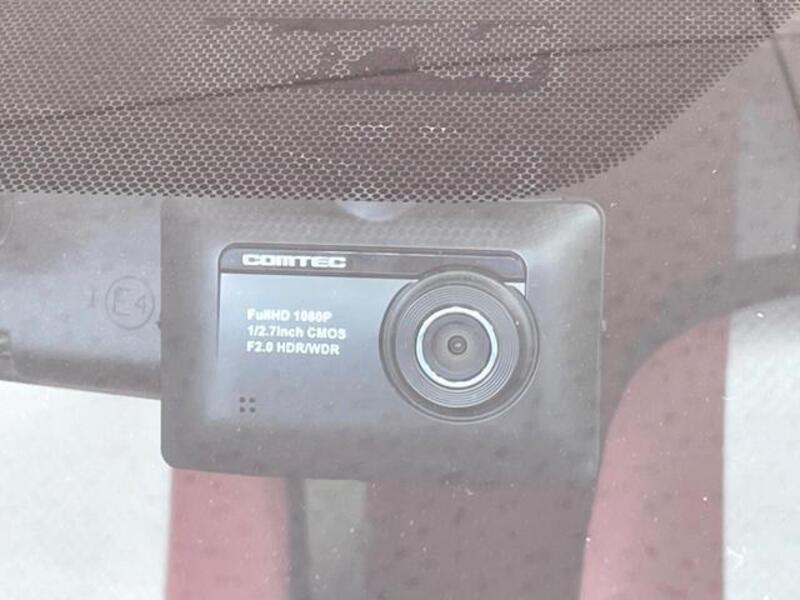 COMTEC
FullHD 1080P
1/2.7inch CMOS
F2.0 HDR/WDR
I E4